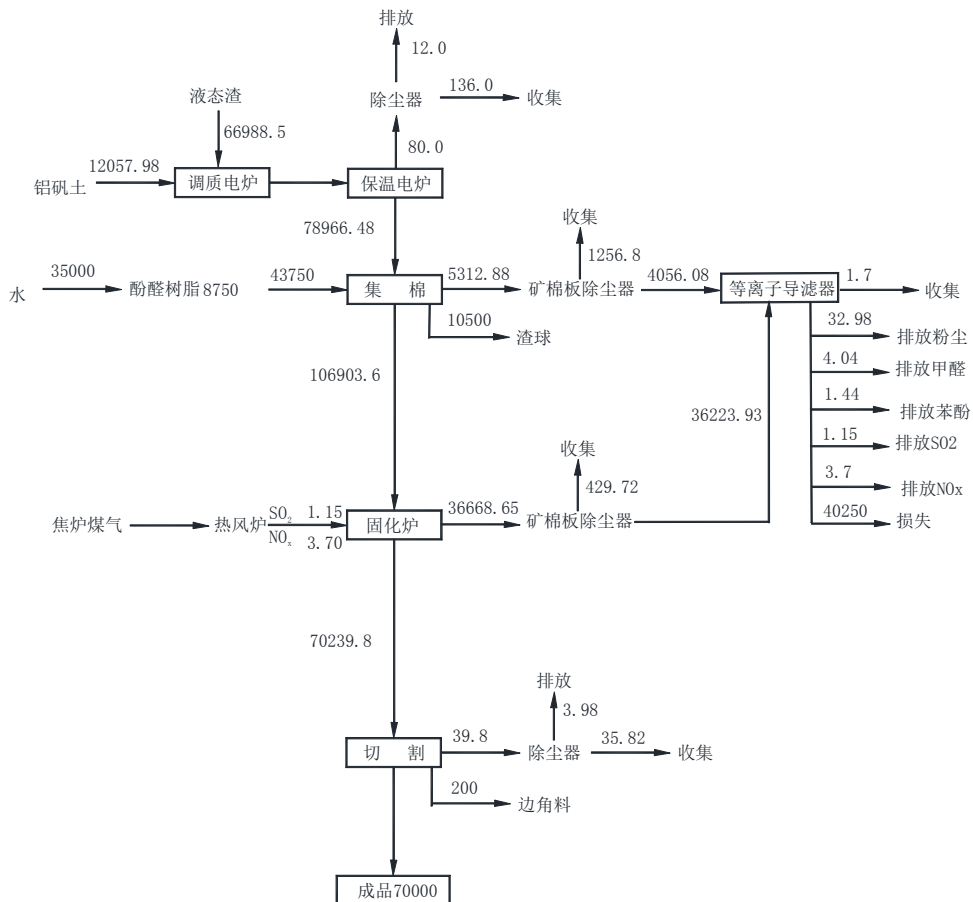 排放
12.0
136.0
除尘器
收集
液态渣
66988.5
80.0
12057.98
铝矾土
调质电炉
保温电炉
78966.48
收集
1256.8
35000
43750
5312.88
4056.08
1.7
水
酚醛树脂8750
集 棉
矿棉板除尘器
等离子导滤器
收集
10500
渣球
32.98
排放粉尘
4.04
排放甲醛
106903.6
1.44
排放苯酚
36223.93
1.15
排放SO2
收集
429.72
3.7
排放NOx
焦炉煤气
热风炉
SO2 1.15
NOx 3.70
固化炉
36668.65
矿棉板除尘器
40250
损失
70239.8
排放
3.98
切 割
39.8
除尘器
35.82
收集
200
边角料
成品70000